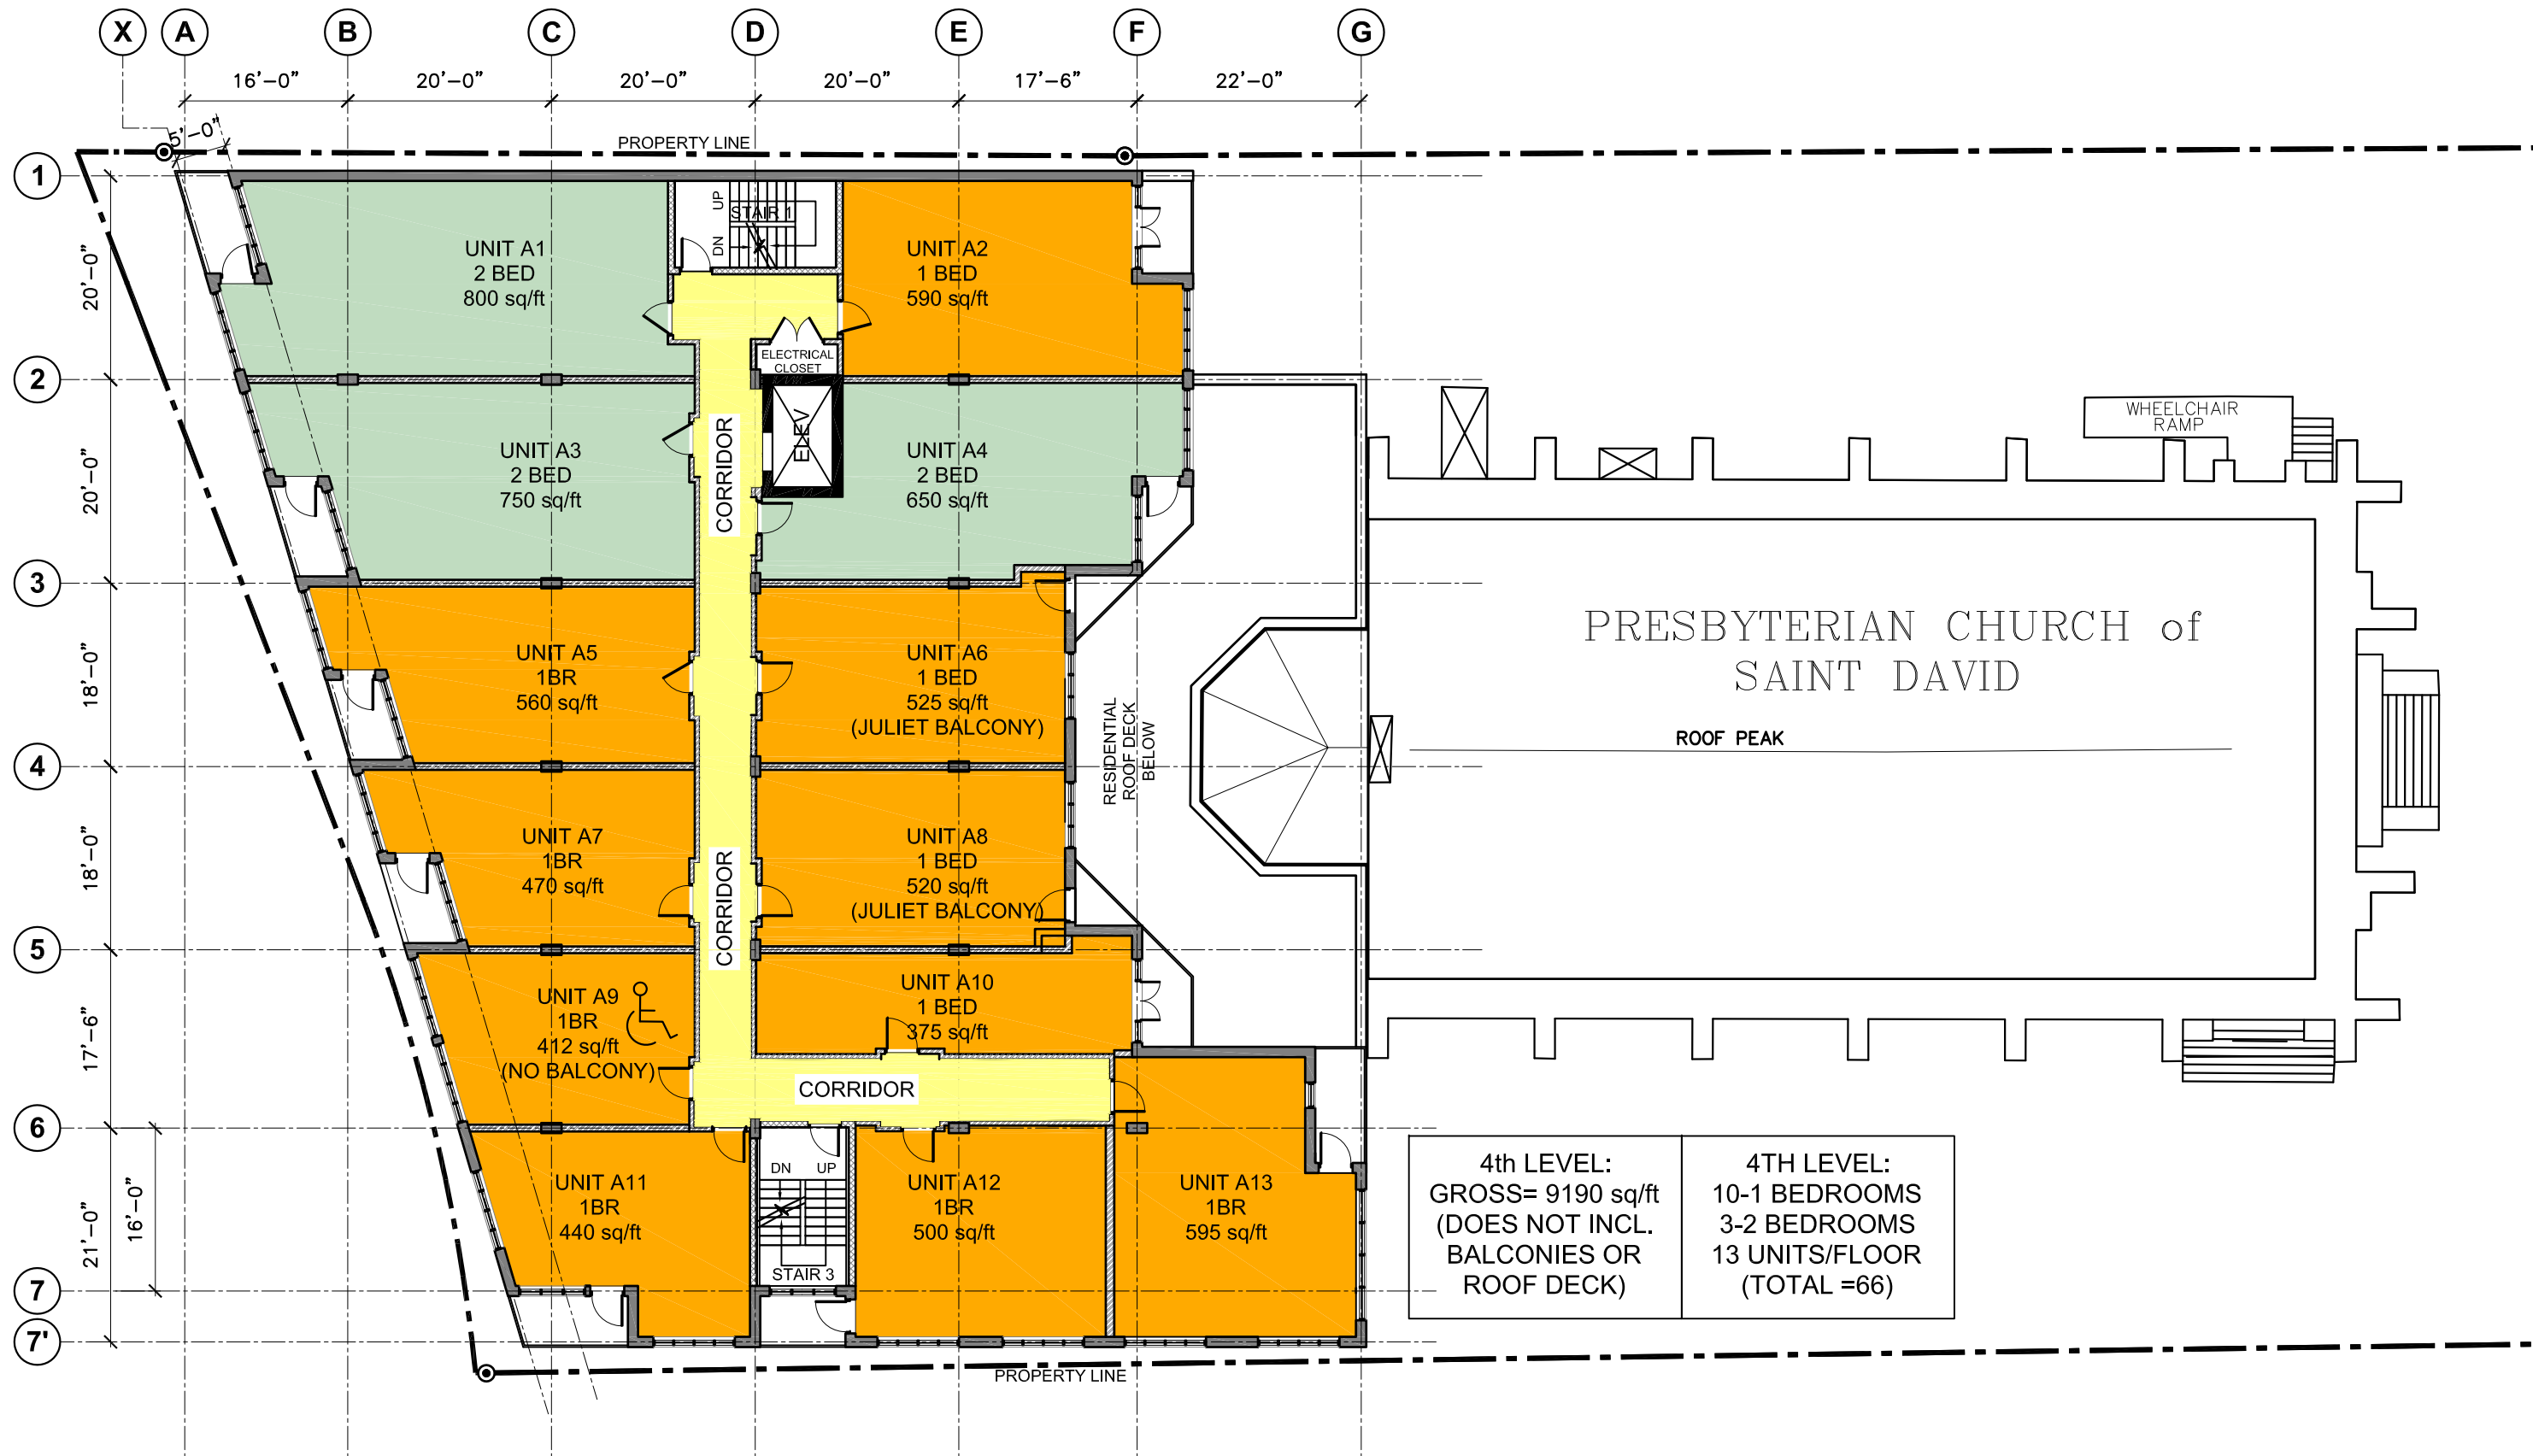 X A B C D E F G
16'-0" 20'-0" 20'-0" 20'-0" 17'-6" 22'-0"
5'-0"
PROPERTY LINE
1
20'-0"
UNIT A1
2 BED
800 sq/ft
UP
DN
STAIR 1
UNIT A2
1 BED
590 sq/ft
ELECTRICAL
CLOSET
2
20'-0"
UNIT A3
2 BED
750 sq/ft
CORRIDOR
ELEV
UNIT A4
2 BED
650 sq/ft
WHEELCHAIR
RAMP
3
18'-0"
UNIT A5
1BR
560 sq/ft
UNIT A6
1 BED
525 sq/ft
(JULIET BALCONY)
RESIDENTIAL
ROOF DECK
BELOW
PRESBYTERIAN CHURCH of
SAINT DAVID
ROOF PEAK
4
18'-0"
UNIT A7
1BR
470 sq/ft
CORRIDOR
UNIT A8
1 BED
520 sq/ft
(JULIET BALCONY)
5
17'-6"
UNIT A9
1BR
412 sq/ft
(NO BALCONY)
UNIT A10
1 BED
375 sq/ft
CORRIDOR
6
21'-0"
16'-0"
UNIT A11
1BR
440 sq/ft
DN UP
STAIR 3
UNIT A12
1BR
500 sq/ft
UNIT A13
1BR
595 sq/ft
4th LEVEL:
GROSS= 9190 sq/ft
(DOES NOT INCL.
BALCONIES OR
ROOF DECK)
4TH LEVEL:
10-1 BEDROOMS
3-2 BEDROOMS
13 UNITS/FLOOR
(TOTAL =66)
7
7'
PROPERTY LINE